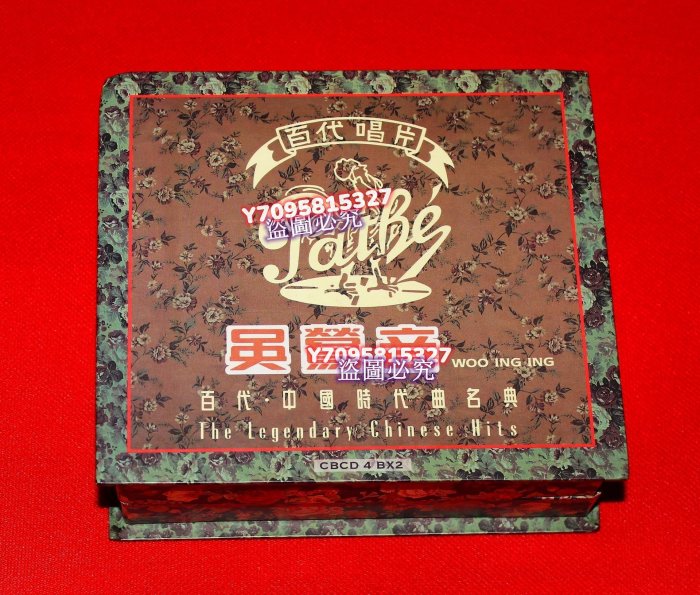 百代唱片
Y7095815327
盜圖必究
Pathé
吳鶯音
Y7095815327
盜圖必究
WOO ING ING
百代·中國時代曲名典
The Legendary Chinese Hits
CBCD 4 BX2